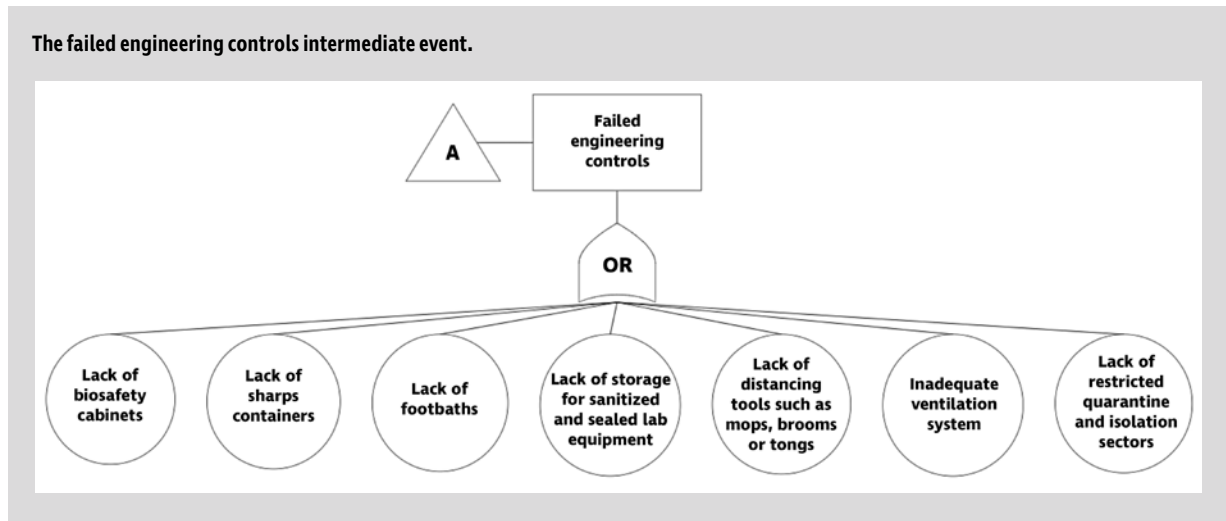 The failed engineering controls intermediate event.
A
Failed
engineering
controls
OR
Lack of
biosafety
cabinets
Lack of
sharps
containers
Lack of
footbaths
Lack of storage
for sanitized
and sealed lab
equipment
Lack of
distancing
tools such as
mops, brooms
or tongs
Inadequate
ventilation
system
Lack of
restricted
quarantine
and isolation
sectors